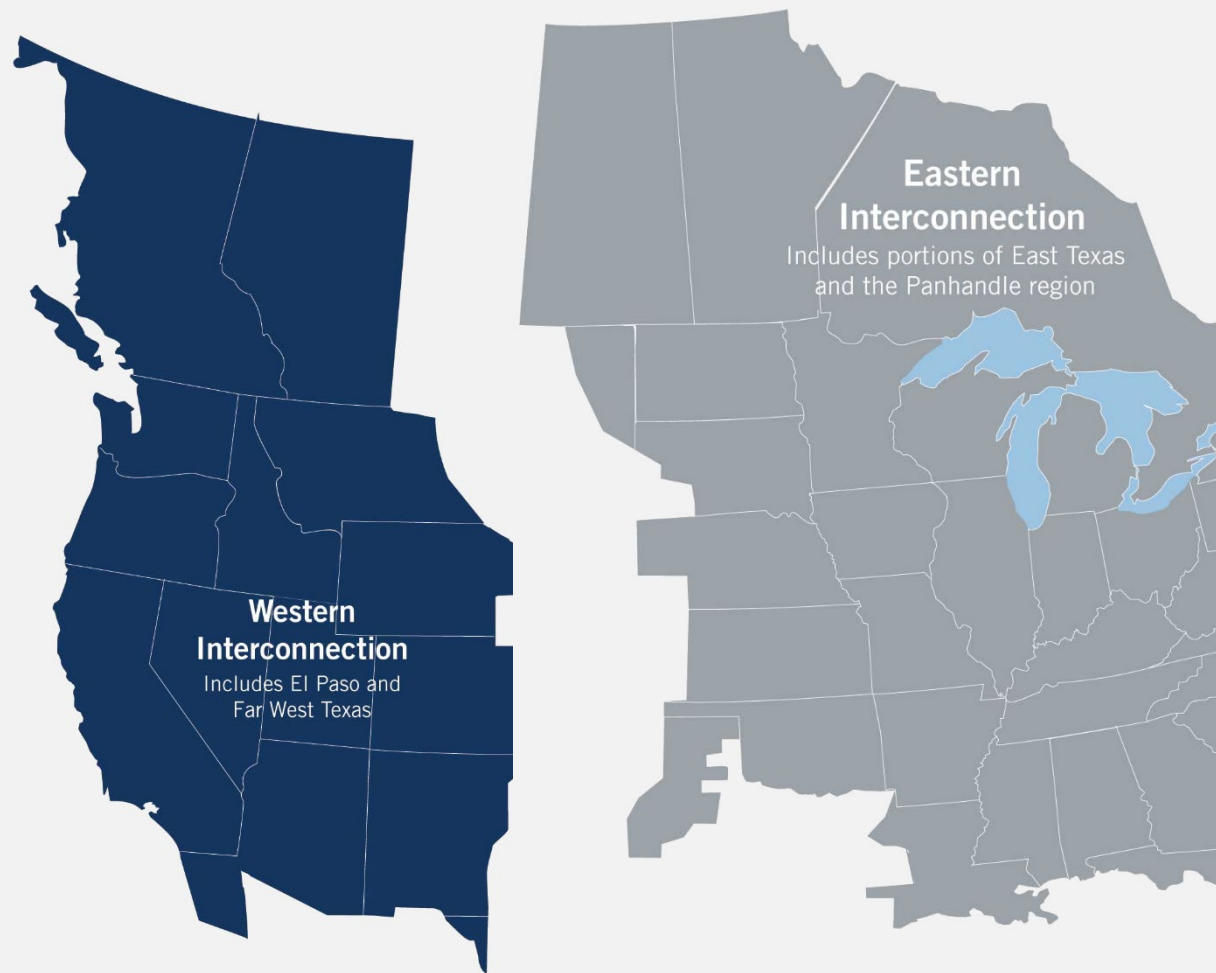 Eastern
Interconnection
Includes portions of East Texas
and the Panhandle region
Western
Interconnection
Includes El Paso and
Far West Texas